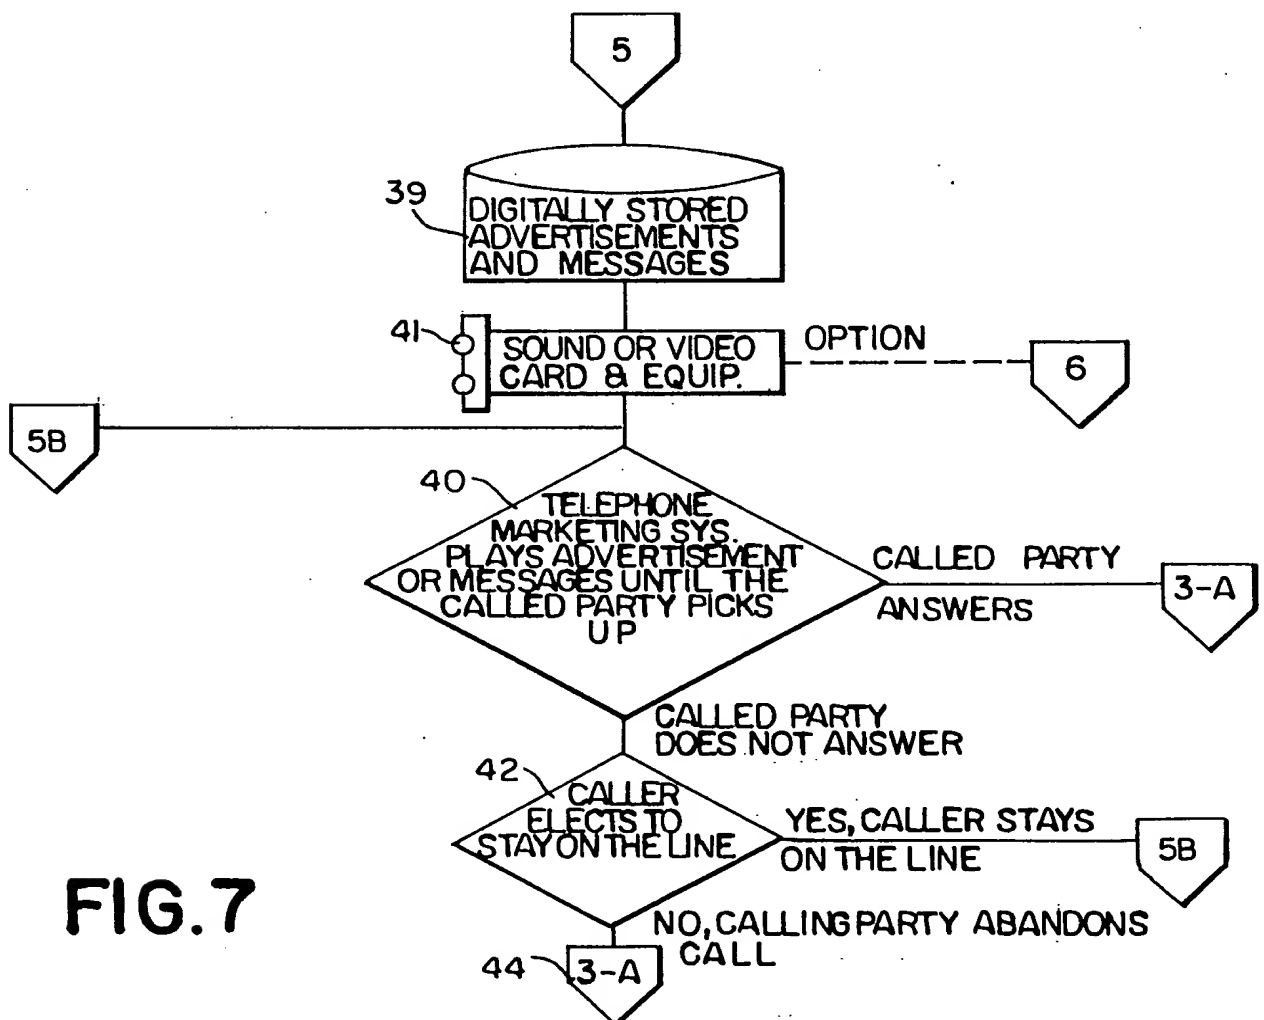 5
39
DIGITALLY STORED
ADVERTISEMENTS
AND MESSAGES
41
SOUND OR VIDEO
CARD & EQUIP.
OPTION
6
5B
40
TELEPHONE
MARKETING SYS.
PLAYS ADVERTISEMENT
OR MESSAGES UNTIL THE
CALLED PARTY PICKS
UP
CALLED PARTY
ANSWERS
3-A
CALLED PARTY
DOES NOT ANSWER
42
CALLER
ELECTS TO
STAY ON THE LINE
YES, CALLER STAYS
ON THE LINE
5B
NO, CALLING PARTY ABANDONS
CALL
44
3-A
FIG. 7